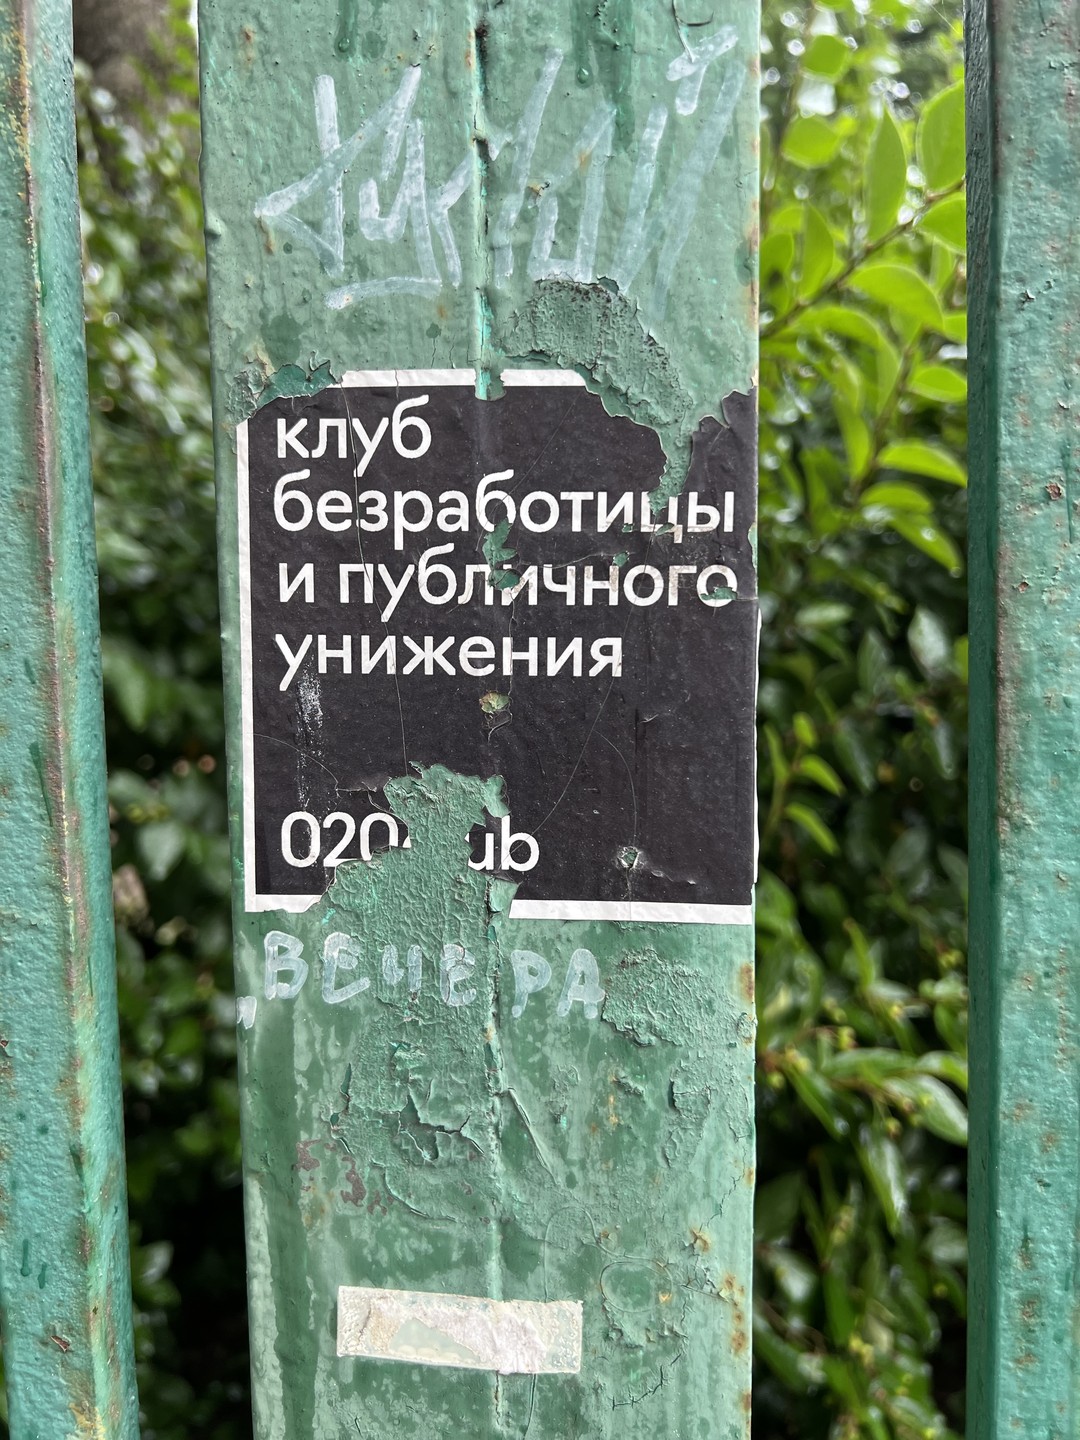 клуб
безработицы
и публичного
унижения
ВЕЧЕРА